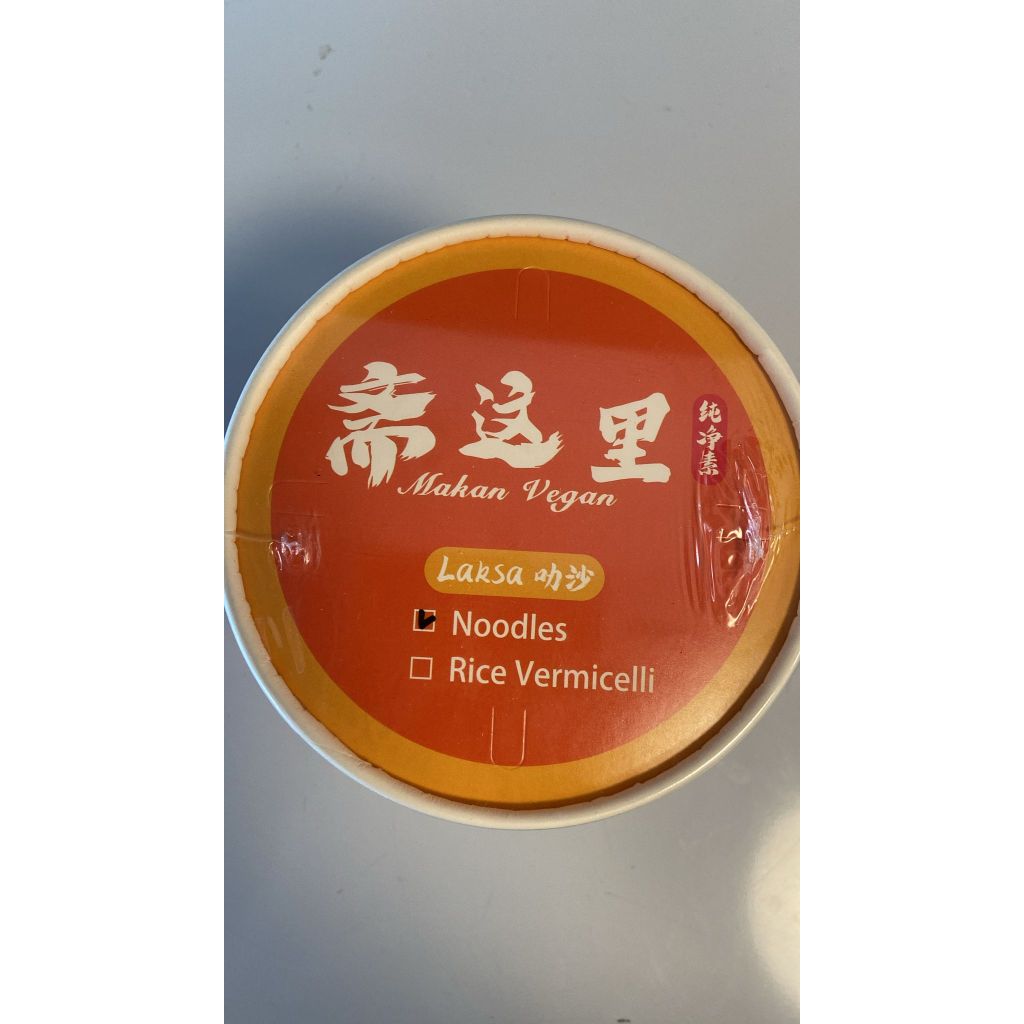 斋这里
纯净素
Makan Vegan
Laksa 叻沙
Noodles
Rice Vermicelli